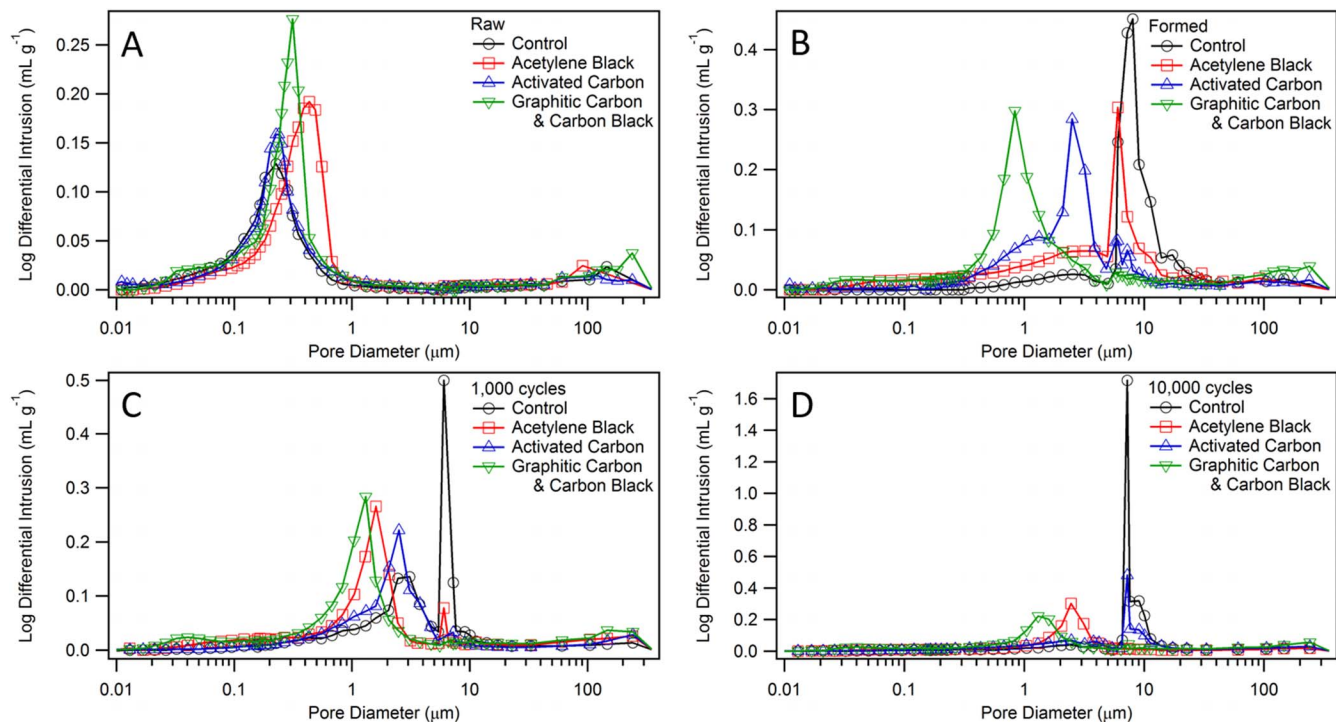 A
Raw
Control
Acetylene Black
Activated Carbon
Graphitic Carbon
& Carbon Black
Log Differential Intrusion (mL g⁻¹)
0.25
0.20
0.15
0.10
0.05
0.00
0.01
0.1
1
10
100
Pore Diameter (μm)
B
Formed
Control
Acetylene Black
Activated Carbon
Graphitic Carbon
& Carbon Black
Log Differential Intrusion (mL g⁻¹)
0.4
0.3
0.2
0.1
0.0
0.01
0.1
1
10
100
Pore Diameter (μm)
C
1,000 cycles
Control
Acetylene Black
Activated Carbon
Graphitic Carbon
& Carbon Black
Log Differential Intrusion (mL g⁻¹)
0.5
0.4
0.3
0.2
0.1
0.0
0.01
0.1
1
10
100
Pore Diameter (μm)
D
10,000 cycles
Control
Acetylene Black
Activated Carbon
Graphitic Carbon
& Carbon Black
Log Differential Intrusion (mL g⁻¹)
1.6
1.4
1.2
1.0
0.8
0.6
0.4
0.2
0.0
0.01
0.1
1
10
100
Pore Diameter (μm)